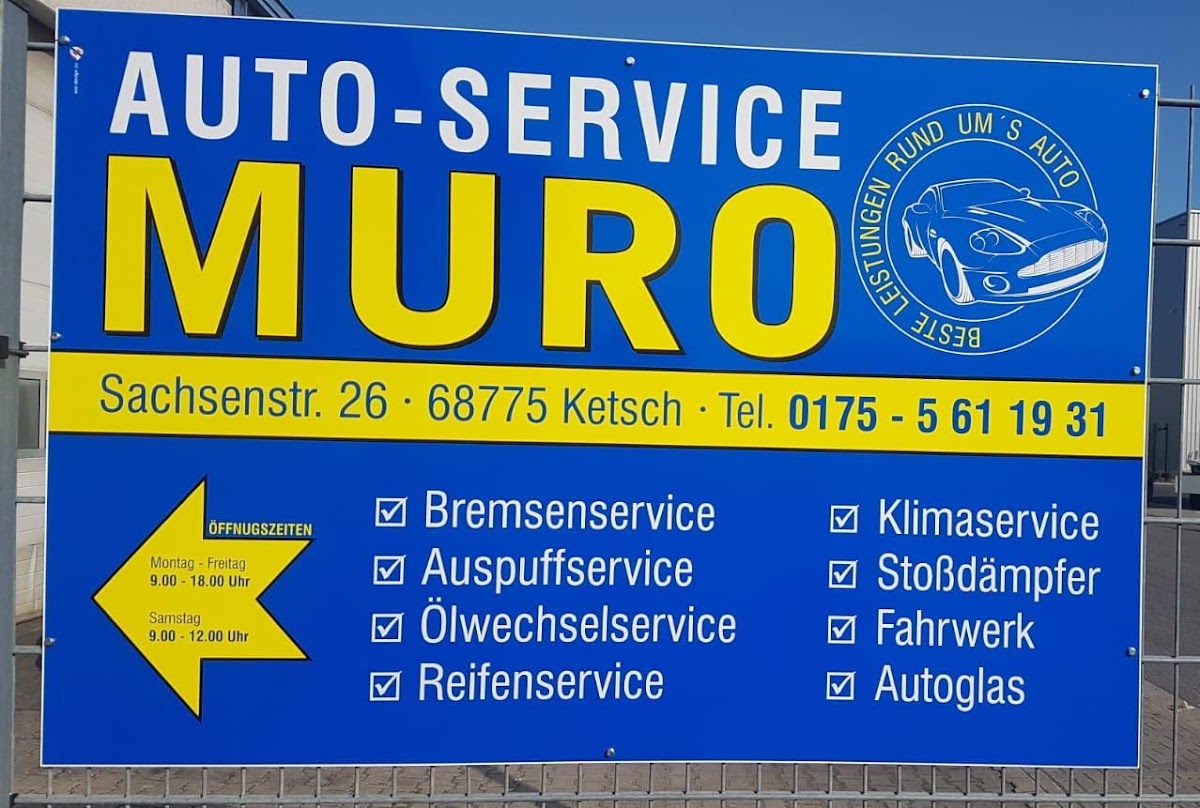 AUTO-SERVICE
MURO
BESTE LEISTUNGEN RUND UM´S AUTO
Sachsenstr. 26 · 68775 Ketsch · Tel. 0175 - 5 61 19 31
ÖFFNUGSZEITEN
Montag - Freitag
9.00 - 18.00 Uhr
Samstag
9.00 - 12.00 Uhr
Bremsenservice
Auspuffservice
Ölwechselservice
Reifenservice
Klimaservice
Stoßdämpfer
Fahrwerk
Autoglas